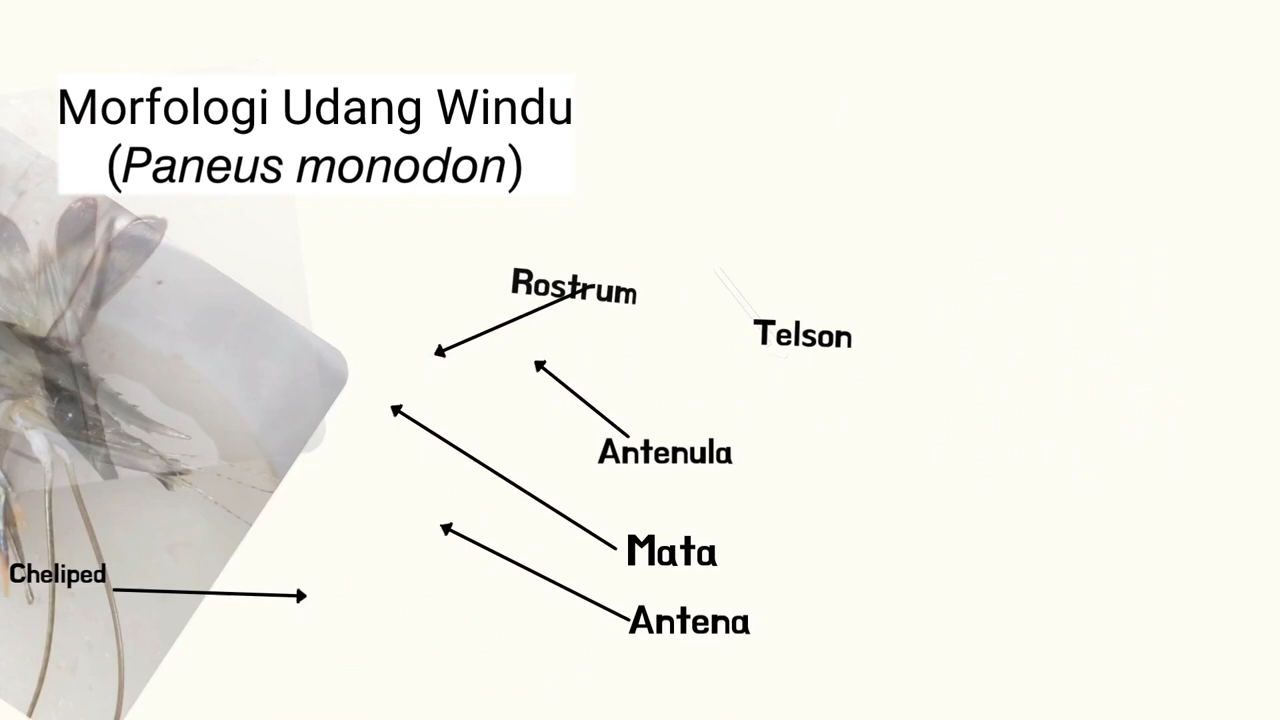 Morfologi Udang Windu
(Paneus monodon)
Rostrum
Telson
Antenula
Mata
Cheliped
Antena